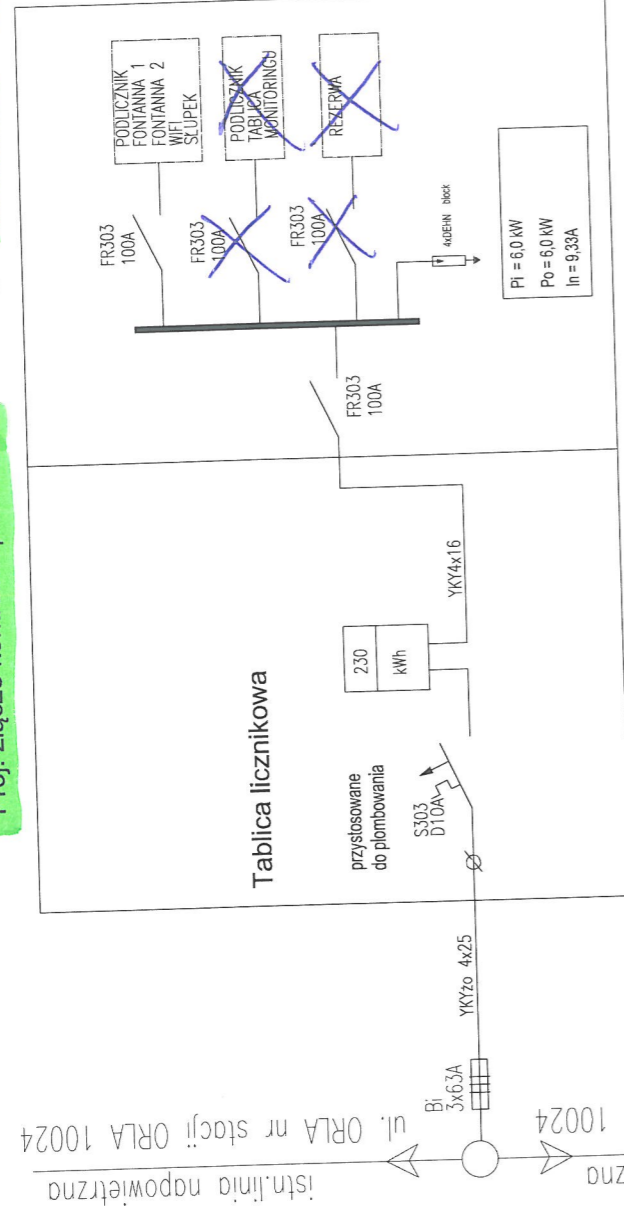 Tablica licznikowa
PODLICZNIK
FONTANNA 1
FONTANNA 2
WIFI
SŁUPEK
PODLICZNIK
TABLICA
MONITORINGU
REZERWA
FR303
100A
FR303
100A
FR303
100A
4xDEHN block
Pi = 6,0 kW
Po = 6,0 kW
In = 9,33A
FR303
100A
YKY4x16
230
kWh
przystosowane
do plombowania
S303
D10A
YKYżo 4x25
Bi
3x63A
ul. ORLA nr stacji ORLA 10024
istn.linia napowietrzna
10024
zna